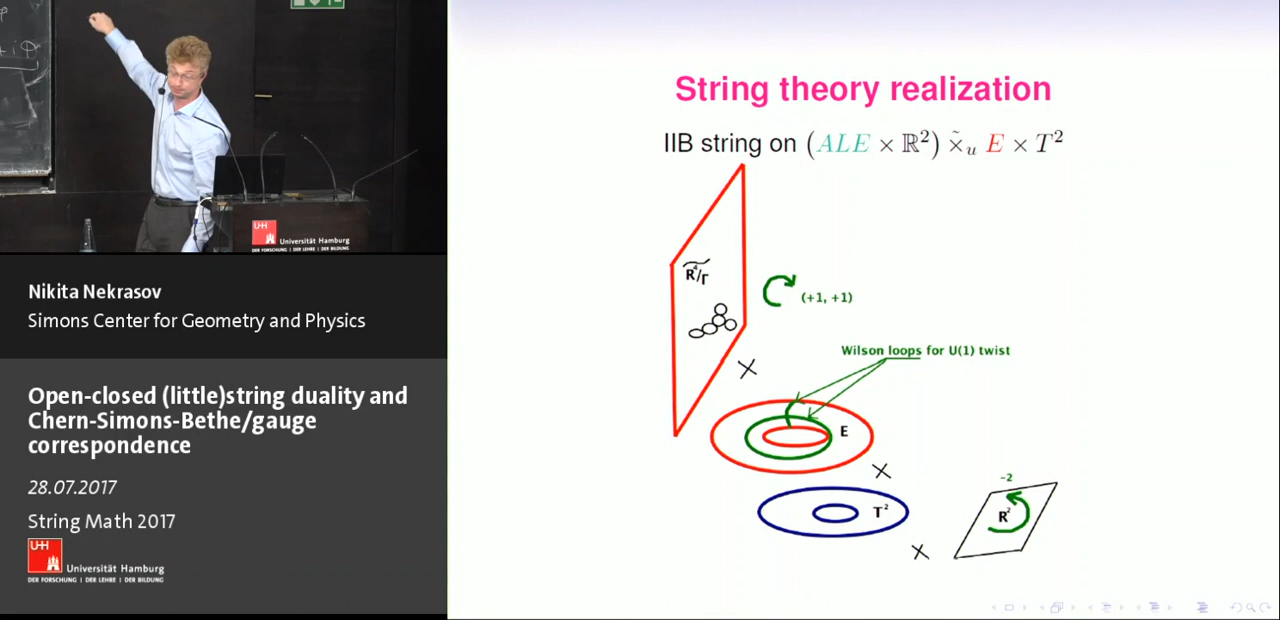 String theory realization
IIB string on (ALE × ℝ²) ×̃ᵤ E × T²
R⁴/Γ
(+1, +1)
×
Wilson loops for U(1) twist
E
×
T²
×
-2
R²
UH
Universität Hamburg
DER FORSCHUNG | DER LEHRE | DER BILDUNG
Nikita Nekrasov
Simons Center for Geometry and Physics
Open-closed (little)string duality and
Chern-Simons-Bethe/gauge
correspondence
28.07.2017
String Math 2017
UH
Universität Hamburg
DER FORSCHUNG | DER LEHRE | DER BILDUNG